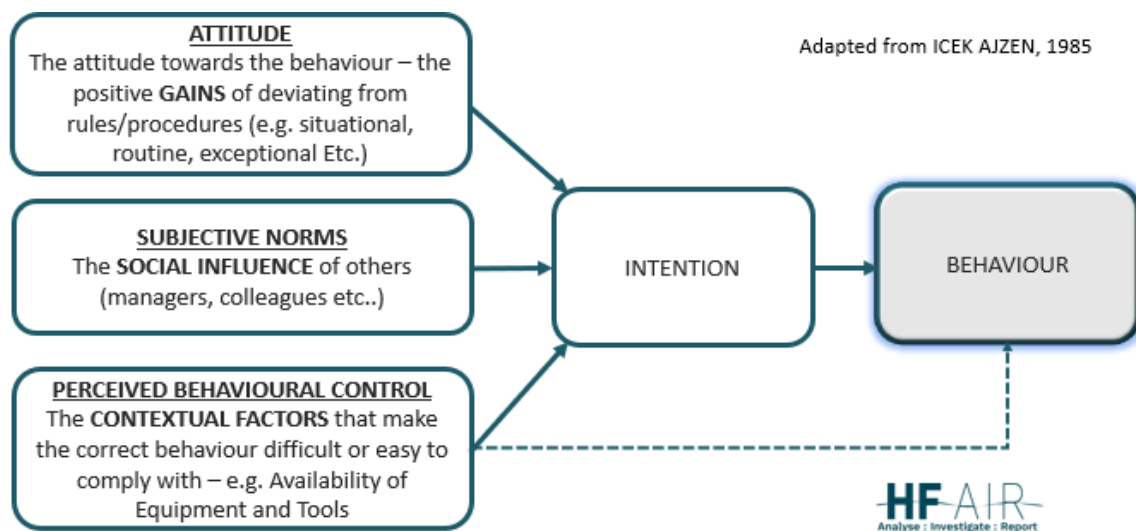 ATTITUDE
The attitude towards the behaviour – the
positive GAINS of deviating from
rules/procedures (e.g. situational,
routine, exceptional Etc.)
Adapted from ICEK AJZEN, 1985
SUBJECTIVE NORMS
The SOCIAL INFLUENCE of others
(managers, colleagues etc..)
INTENTION
BEHAVIOUR
PERCEIVED BEHAVIOURAL CONTROL
The CONTEXTUAL FACTORS that make
the correct behaviour difficult or easy to
comply with – e.g. Availability of
Equipment and Tools
HF AIR
Analyse : Investigate : Report